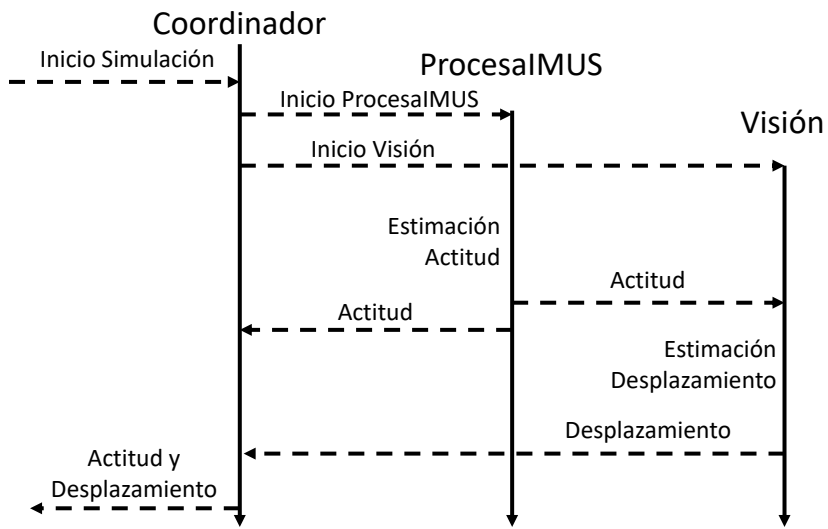 Coordinador
Inicio Simulación
ProcesaIMUS
Inicio ProcesaIMUS
Visión
Inicio Visión
Estimación
Actitud
Actitud
Actitud
Estimación
Desplazamiento
Desplazamiento
Actitud y
Desplazamiento